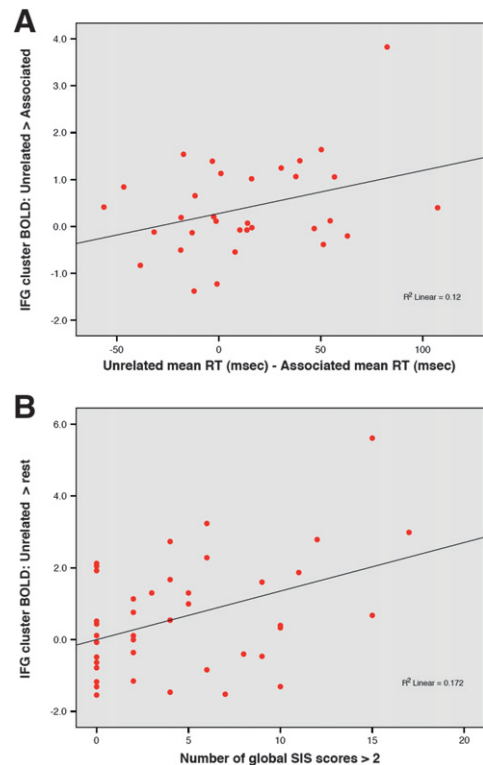 A
IFG cluster BOLD: Unrelated > Associated
4.0
3.0
2.0
1.0
0.0
-1.0
-2.0
R² Linear = 0.12
-50 0 50 100
Unrelated mean RT (msec) - Associated mean RT (msec)
B
IFG cluster BOLD: Unrelated > rest
6.0
4.0
2.0
0.0
-2.0
R² Linear = 0.172
0 5 10 15 20
Number of global SIS scores > 2